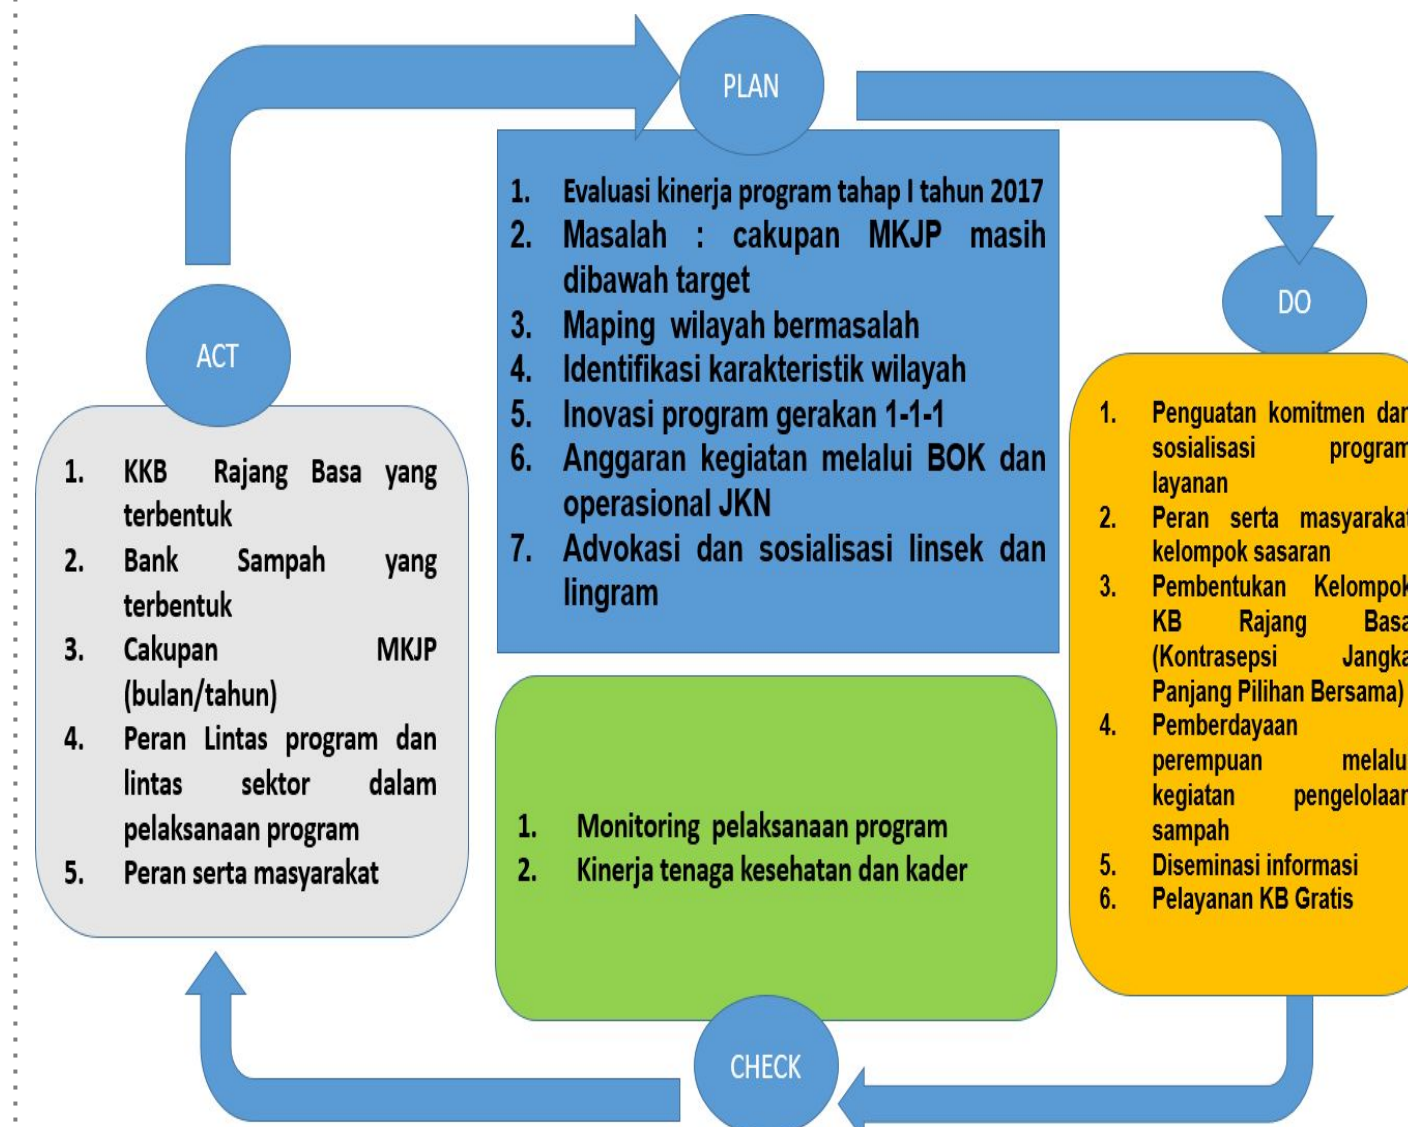 PLAN
1. Evaluasi kinerja program tahap I tahun 2017
2. Masalah : cakupan MKJP masih
dibawah target
3. Maping wilayah bermasalah
4. Identifikasi karakteristik wilayah
5. Inovasi program gerakan 1-1-1
6. Anggaran kegiatan melalui BOK dan
operasional JKN
7. Advokasi dan sosialisasi linsek dan
lingram
DO
1. Penguatan komitmen dan
sosialisasi program
layanan
2. Peran serta masyarakat
kelompok sasaran
3. Pembentukan Kelompok
KB Rajang Basa
(Kontrasepsi Jangka
Panjang Pilihan Bersama)
4. Pemberdayaan
perempuan melalui
kegiatan pengelolaan
sampah
5. Diseminasi informasi
6. Pelayanan KB Gratis
CHECK
1. Monitoring pelaksanaan program
2. Kinerja tenaga kesehatan dan kader
ACT
1. KKB Rajang Basa yang
terbentuk
2. Bank Sampah yang
terbentuk
3. Cakupan MKJP
(bulan/tahun)
4. Peran Lintas program dan
lintas sektor dalam
pelaksanaan program
5. Peran serta masyarakat